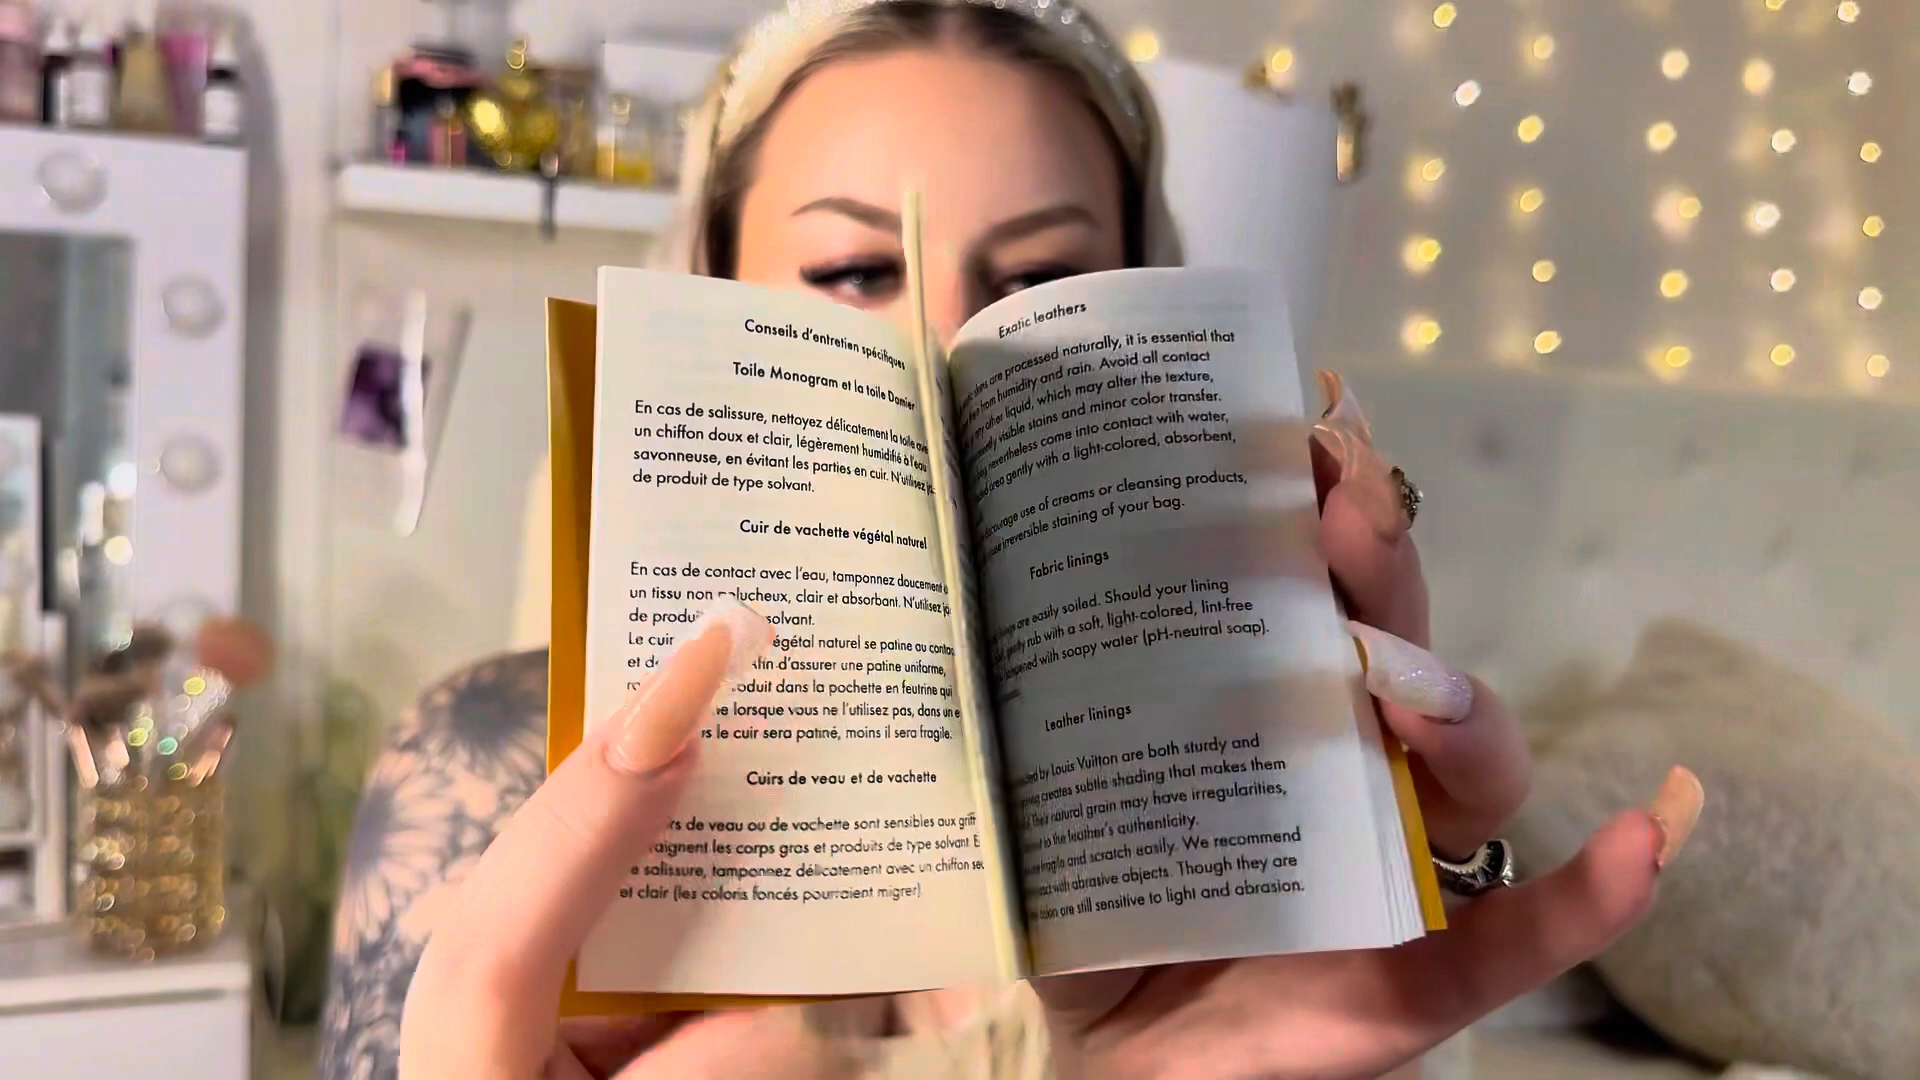 Conseils d'entretien spécifiques
Toile Monogram et la toile Damier
En cas de salissure, nettoyez délicatement la toile
un chiffon doux et clair, légèrement humidifié à l'eau
savonneuse, en évitant les parties en cuir. N'utilisez
de produit de type solvant.
Cuir de vachette végétal naturel
En cas de contact avec l'eau, tamponnez doucement
un tissu non pelucheux, clair et absorbant. N'utilisez
de solvant.
Le cuir végétal naturel se patine au
et d'assurer une patine uniforme,
dans la pochette en feutrine qui
lorsque vous ne l'utilisez pas, dans un
le cuir sera patiné, moins il sera fragile.
Cuirs de veau et de vachette
de veau ou de vachette sont sensibles aux
les corps gras et produits de type solvant.
salissure, tamponnez délicatement avec un chiffon sec
et clair (les coloris foncés pourraient migrer).
Exotic leathers
are processed naturally, it is essential that
from humidity and rain. Avoid all contact
any other liquid, which may alter the texture,
visible stains and minor color transfer.
nevertheless come into contact with water,
area gently with a light-colored, absorbent,
use of creams or cleansing products,
irreversible staining of your bag.
Fabric linings
are easily soiled. Should your lining
gently rub with a soft, light-colored, lint-free
with soapy water (pH-neutral soap).
Leather linings
by Louis Vuitton are both sturdy and
creates subtle shading that makes them
Their natural grain may have irregularities,
to the leather's authenticity.
fragile and scratch easily. We recommend
with abrasive objects. Though they are
are still sensitive to light and abrasion.